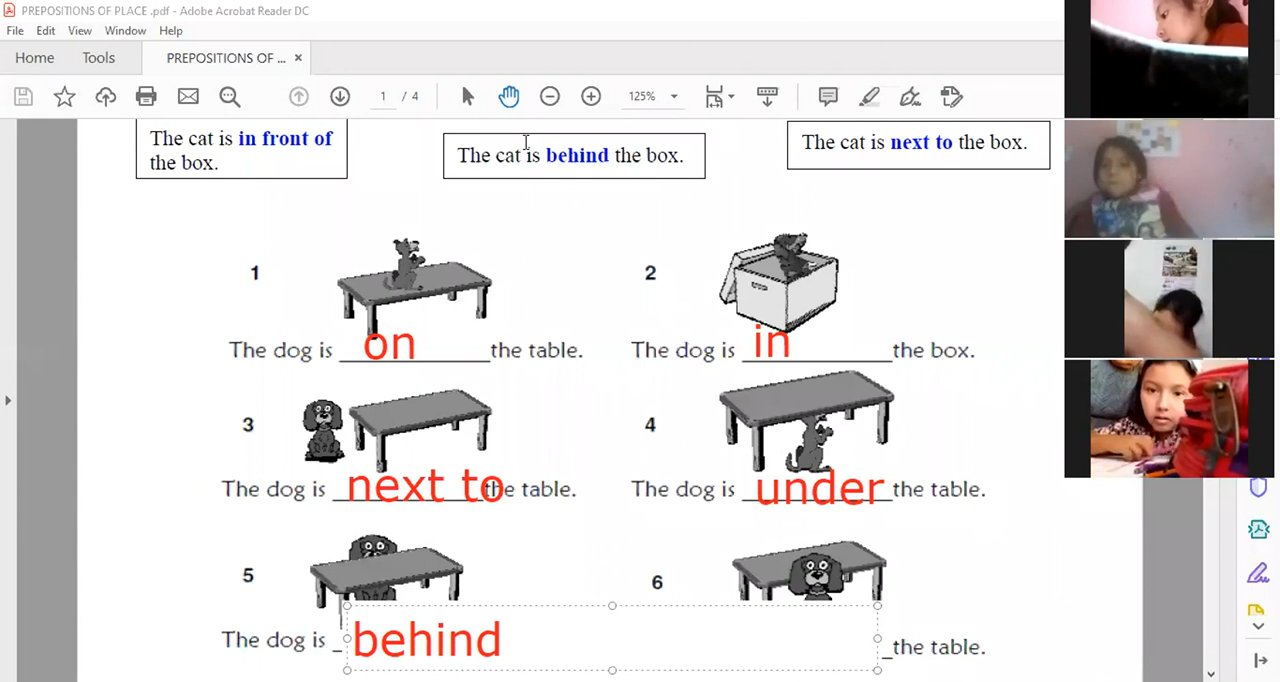 PREPOSITIONS OF PLACE .pdf - Adobe Acrobat Reader DC
File Edit View Window Help
Home Tools PREPOSITIONS OF ... ×
1 / 4 125%
The cat is in front of
the box.
The cat is behind the box.
The cat is next to the box.
1
2
The dog is on the table.
The dog is in the box.
3
4
The dog is next to the table.
The dog is under the table.
5
6
The dog is _ behind
_the table.